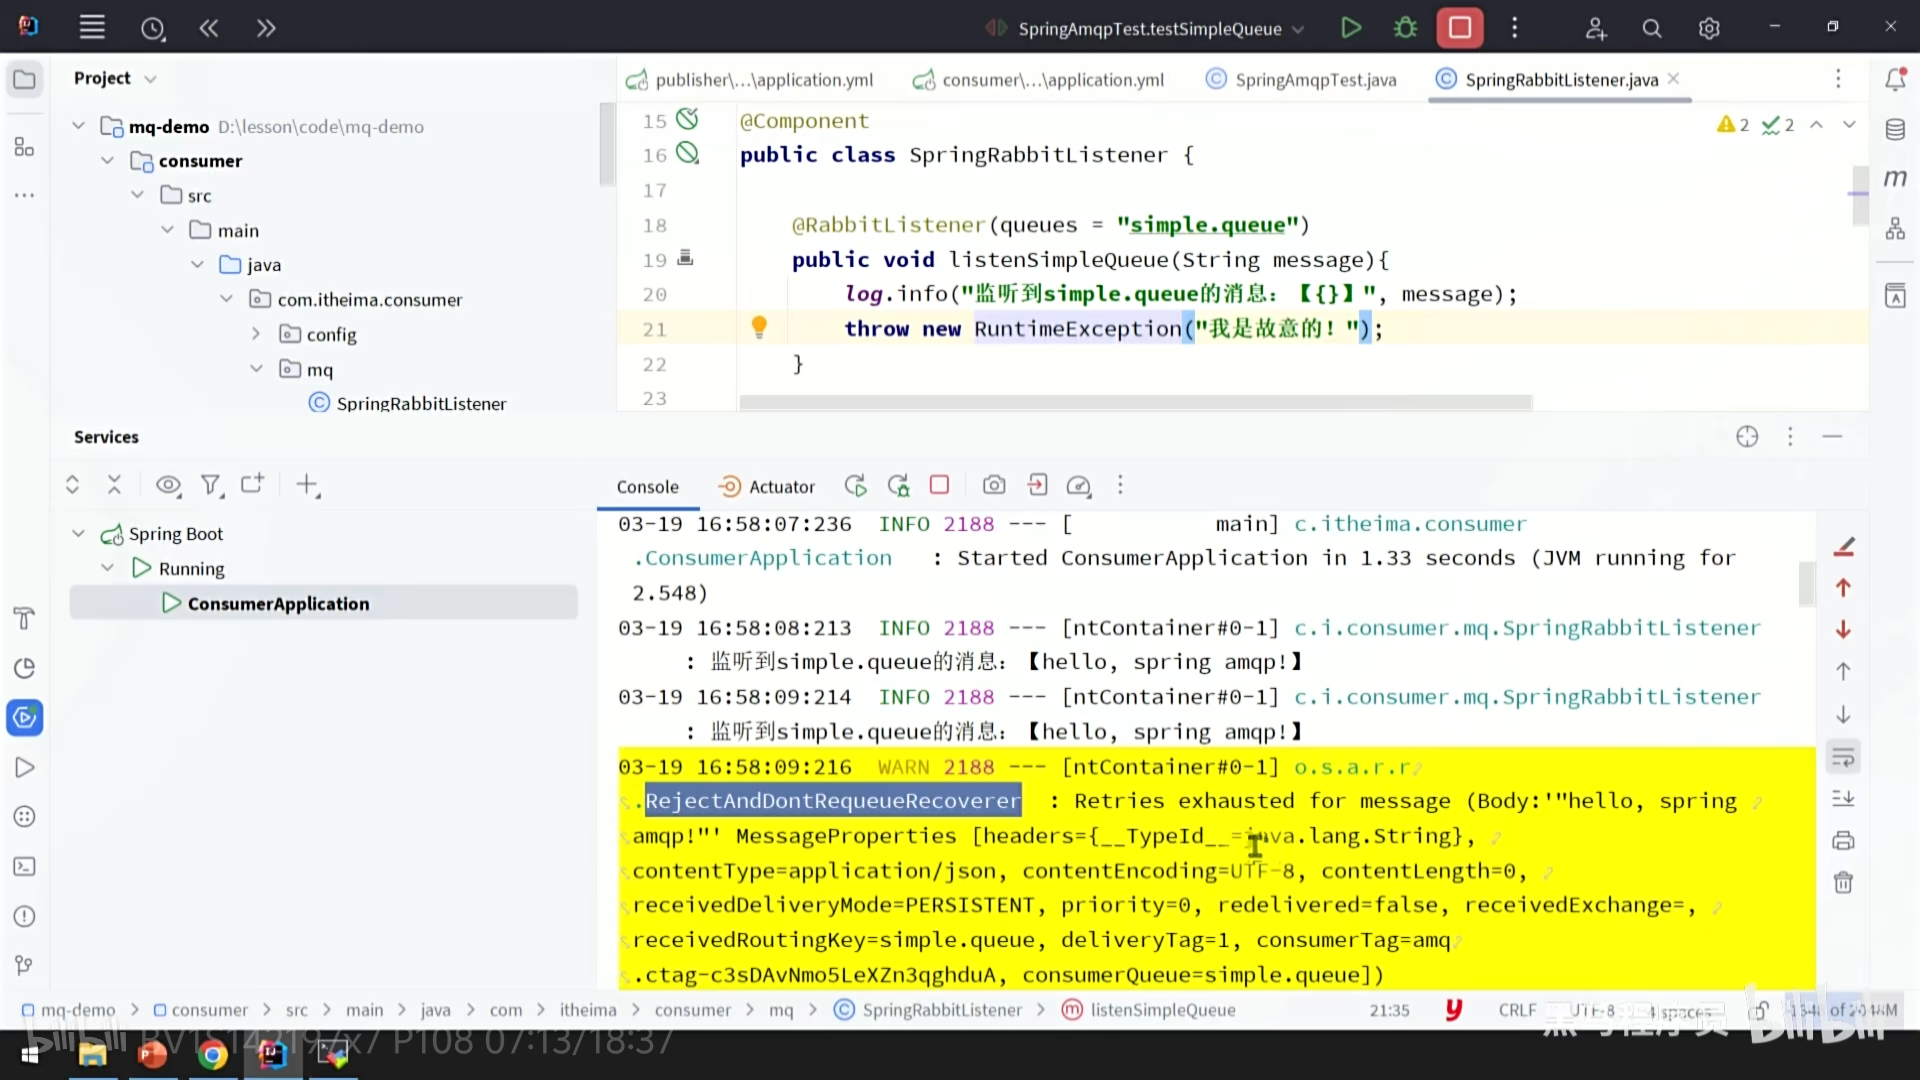 SpringAmqpTest.testSimpleQueue
Project
publisher\...\application.yml
consumer\...\application.yml
SpringAmqpTest.java
SpringRabbitListener.java
mq-demo D:\lesson\code\mq-demo
consumer
src
main
java
com.itheima.consumer
config
mq
SpringRabbitListener
2 2
15 @Component
16 public class SpringRabbitListener {
17
18 @RabbitListener(queues = "simple.queue")
19 public void listenSimpleQueue(String message){
20 log.info("监听到simple.queue的消息：【{}】", message);
21 throw new RuntimeException("我是故意的！");
22 }
23
Services
Console
Actuator
Spring Boot
Running
ConsumerApplication
03-19 16:58:07:236 INFO 2188 --- [ main] c.itheima.consumer
.ConsumerApplication : Started ConsumerApplication in 1.33 seconds (JVM running for
2.548)
03-19 16:58:08:213 INFO 2188 --- [ntContainer#0-1] c.i.consumer.mq.SpringRabbitListener
: 监听到simple.queue的消息：【hello, spring amqp!】
03-19 16:58:09:214 INFO 2188 --- [ntContainer#0-1] c.i.consumer.mq.SpringRabbitListener
: 监听到simple.queue的消息：【hello, spring amqp!】
03-19 16:58:09:216 WARN 2188 --- [ntContainer#0-1] o.s.a.r.r
.RejectAndDontRequeueRecoverer : Retries exhausted for message (Body:'"hello, spring
amqp!"' MessageProperties [headers={__TypeId__=java.lang.String},
contentType=application/json, contentEncoding=UTF-8, contentLength=0,
receivedDeliveryMode=PERSISTENT, priority=0, redelivered=false, receivedExchange=,
receivedRoutingKey=simple.queue, deliveryTag=1, consumerTag=amq
.ctag-c3sDAvNmo5LeXZn3qghduA, consumerQueue=simple.queue])
mq-demo > consumer > src > main > java > com > itheima > consumer > mq > SpringRabbitListener > listenSimpleQueue
21:35 CRLF UTF-8 4 spaces
黑马程序员 bilibili
bilibili P108 07:13/18:37